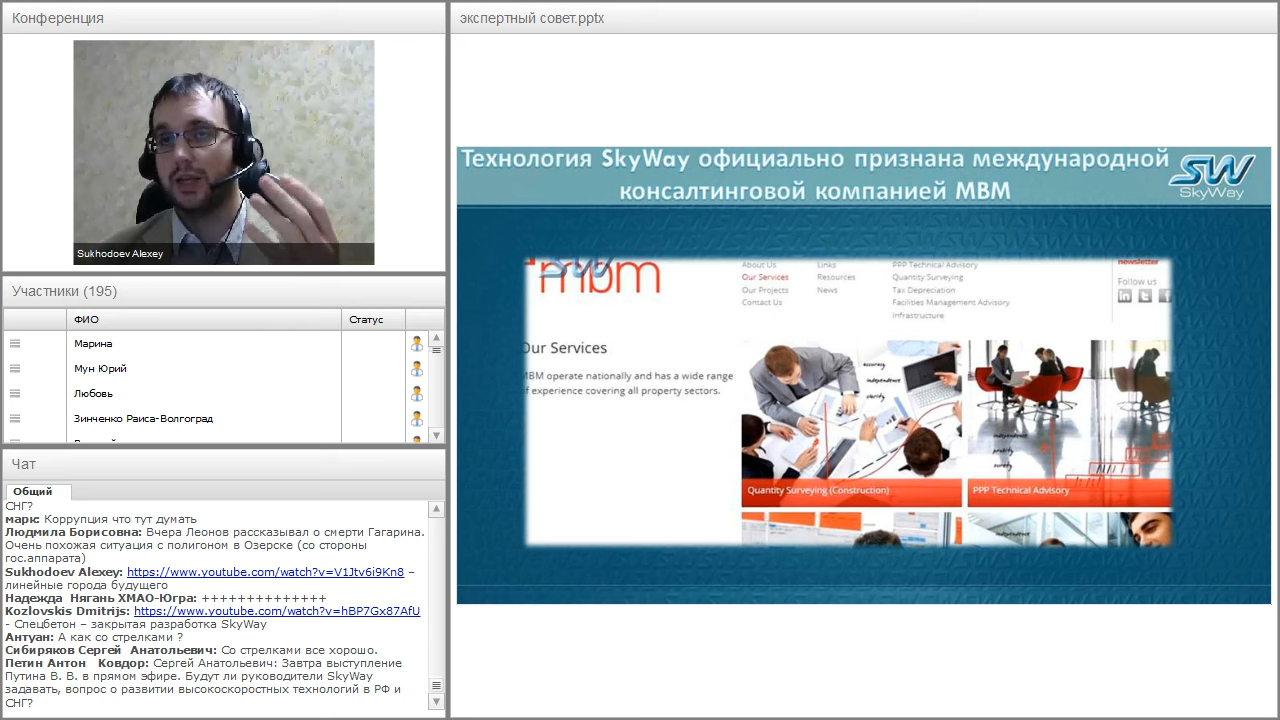 Конференция
Sukhodoev Alexey
Участники (195)
ФИО
Статус
Марина
Мун Юрий
Любовь
Зинченко Раиса-Волгоград
Чат
Общий
СНГ?
марк: Коррупция что тут думать
Людмила Борисовна: Вчера Леонов рассказывал о смерти Гагарина.
Очень похожая ситуация с полигоном в Озерске (со стороны
гос.аппарата)
Sukhodoev Alexey: https://www.youtube.com/watch?v=V1Jtv6i9Kn8 –
линейные города будущего
Надежда Нягань ХМАО-Югра: ++++++++++++++
Kozlovskis Dmitrijs: https://www.youtube.com/watch?v=hBP7Gx87AfU
- Спецбетон – закрытая разработка SkyWay
Антуан: А как со стрелками ?
Сибиряков Сергей Анатольевич: Со стрелками все хорошо.
Петин Антон Ковдор: Сергей Анатольевич: Завтра выступление
Путина В. В. в прямом эфире. Будут ли руководители SkyWay
задавать, вопрос о развитии высокоскоростных технологий в РФ и
СНГ?
экспертный совет.pptx
Технология SkyWay официально признана международной
консалтинговой компанией MBM
SW
SkyWay
SW
mbm
About Us
Our Services
Our Projects
Contact Us
Links
Resources
News
PPP Technical Advisory
Quantity Surveying
Tax Depreciation
Facilities Management Advisory
Infrastructure
newsletter
Follow us
Our Services
MBM operate nationally and has a wide range
of experience covering all property sectors.
accuracy
independence
clarity
independence
probity
surety
Quantity Surveying (Construction)
PPP Technical Advisory